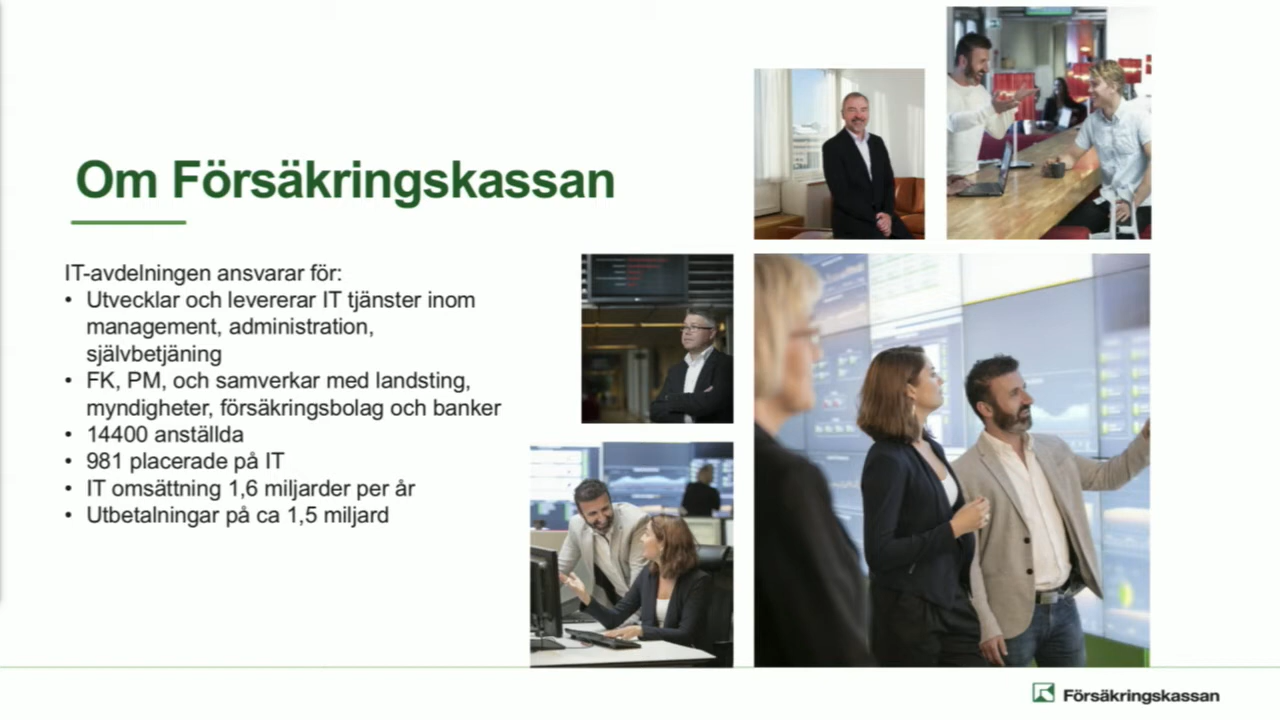 Om Försäkringskassan
IT-avdelningen ansvarar för:
• Utvecklar och levererar IT tjänster inom
management, administration,
självbetjäning
• FK, PM, och samverkar med landsting,
myndigheter, försäkringsbolag och banker
• 14400 anställda
• 981 placerade på IT
• IT omsättning 1,6 miljarder per år
• Utbetalningar på ca 1,5 miljard
Försäkringskassan